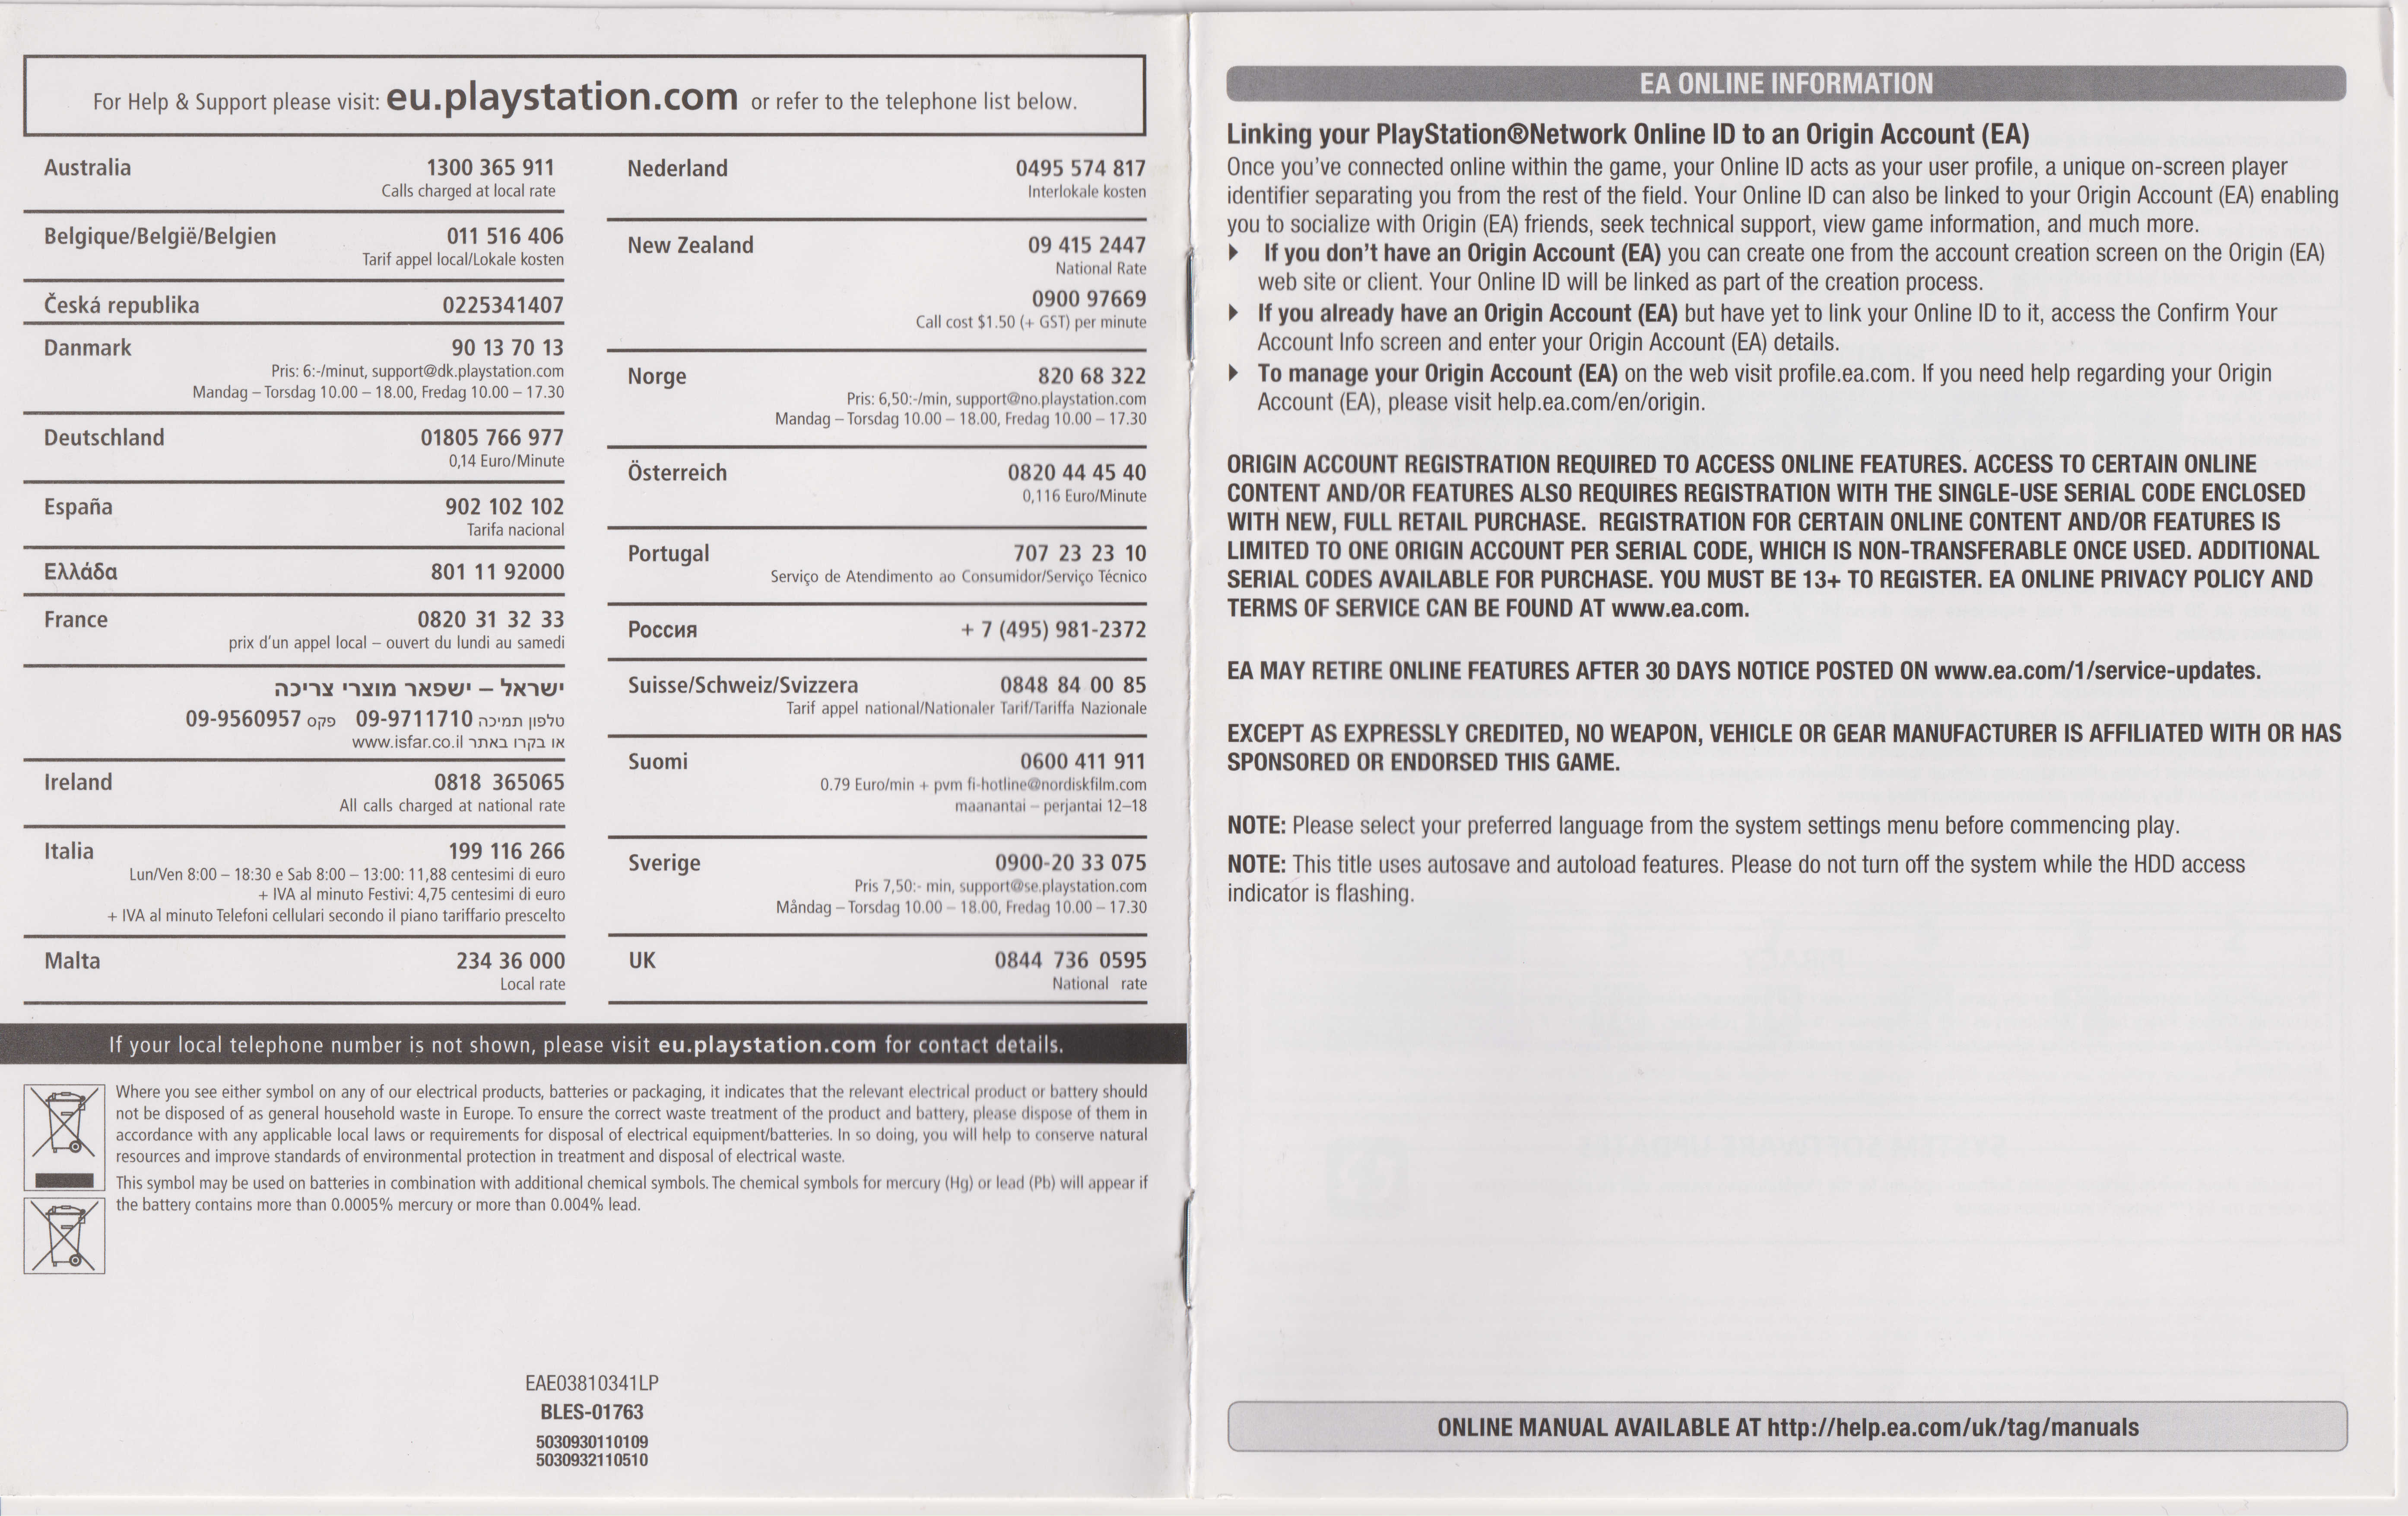 For Help & Support please visit: eu.playstation.com or refer to the telephone list below.
Australia 1300 365 911
Calls charged at local rate
Belgique/België/Belgien 011 516 406
Tarif appel local/Lokale kosten
Česká republika 0225341407
Danmark 90 13 70 13
Pris: 6:-/minut, support@dk.playstation.com
Mandag – Torsdag 10.00 – 18.00, Fredag 10.00 – 17.30
Deutschland 01805 766 977
0,14 Euro/Minute
España 902 102 102
Tarifa nacional
Ελλάδα 801 11 92000
France 0820 31 32 33
prix d'un appel local – ouvert du lundi au samedi
ישראל – ישפאר מוצרי צריכה
טלפון תמיכה 09-9711710 פקס 09-9560957
או בקרו באתר www.isfar.co.il
Ireland 0818 365065
All calls charged at national rate
Italia 199 116 266
Lun/Ven 8:00 – 18:30 e Sab 8:00 – 13:00: 11,88 centesimi di euro
+ IVA al minuto Festivi: 4,75 centesimi di euro
+ IVA al minuto Telefoni cellulari secondo il piano tariffario prescelto
Malta 234 36 000
Local rate
Nederland 0495 574 817
Interlokale kosten
New Zealand 09 415 2447
National Rate
0900 97669
Call cost $1.50 (+ GST) per minute
Norge 820 68 322
Pris: 6,50:-/min, support@no.playstation.com
Mandag – Torsdag 10.00 – 18.00, Fredag 10.00 – 17.30
Österreich 0820 44 45 40
0,116 Euro/Minute
Portugal 707 23 23 10
Serviço de Atendimento ao Consumidor/Serviço Técnico
Россия + 7 (495) 981-2372
Suisse/Schweiz/Svizzera 0848 84 00 85
Tarif appel national/Nationaler Tarif/Tariffa Nazionale
Suomi 0600 411 911
0.79 Euro/min + pvm fi-hotline@nordiskfilm.com
maanantai – perjantai 12–18
Sverige 0900-20 33 075
Pris 7,50:- min, support@se.playstation.com
Måndag – Torsdag 10.00 – 18.00, Fredag 10.00 – 17.30
UK 0844 736 0595
National rate
If your local telephone number is not shown, please visit eu.playstation.com for contact details.
Where you see either symbol on any of our electrical products, batteries or packaging, it indicates that the relevant electrical product or battery should
not be disposed of as general household waste in Europe. To ensure the correct waste treatment of the product and battery, please dispose of them in
accordance with any applicable local laws or requirements for disposal of electrical equipment/batteries. In so doing, you will help to conserve natural
resources and improve standards of environmental protection in treatment and disposal of electrical waste.
This symbol may be used on batteries in combination with additional chemical symbols. The chemical symbols for mercury (Hg) or lead (Pb) will appear if
the battery contains more than 0.0005% mercury or more than 0.004% lead.
EAE03810341LP
BLES-01763
5030930110109
5030932110510
EA ONLINE INFORMATION
Linking your PlayStation®Network Online ID to an Origin Account (EA)
Once you've connected online within the game, your Online ID acts as your user profile, a unique on-screen player
identifier separating you from the rest of the field. Your Online ID can also be linked to your Origin Account (EA) enabling
you to socialize with Origin (EA) friends, seek technical support, view game information, and much more.
If you don't have an Origin Account (EA) you can create one from the account creation screen on the Origin (EA)
web site or client. Your Online ID will be linked as part of the creation process.
If you already have an Origin Account (EA) but have yet to link your Online ID to it, access the Confirm Your
Account Info screen and enter your Origin Account (EA) details.
To manage your Origin Account (EA) on the web visit profile.ea.com. If you need help regarding your Origin
Account (EA), please visit help.ea.com/en/origin.
ORIGIN ACCOUNT REGISTRATION REQUIRED TO ACCESS ONLINE FEATURES. ACCESS TO CERTAIN ONLINE
CONTENT AND/OR FEATURES ALSO REQUIRES REGISTRATION WITH THE SINGLE-USE SERIAL CODE ENCLOSED
WITH NEW, FULL RETAIL PURCHASE. REGISTRATION FOR CERTAIN ONLINE CONTENT AND/OR FEATURES IS
LIMITED TO ONE ORIGIN ACCOUNT PER SERIAL CODE, WHICH IS NON-TRANSFERABLE ONCE USED. ADDITIONAL
SERIAL CODES AVAILABLE FOR PURCHASE. YOU MUST BE 13+ TO REGISTER. EA ONLINE PRIVACY POLICY AND
TERMS OF SERVICE CAN BE FOUND AT www.ea.com.
EA MAY RETIRE ONLINE FEATURES AFTER 30 DAYS NOTICE POSTED ON www.ea.com/1/service-updates.
EXCEPT AS EXPRESSLY CREDITED, NO WEAPON, VEHICLE OR GEAR MANUFACTURER IS AFFILIATED WITH OR HAS
SPONSORED OR ENDORSED THIS GAME.
NOTE: Please select your preferred language from the system settings menu before commencing play.
NOTE: This title uses autosave and autoload features. Please do not turn off the system while the HDD access
indicator is flashing.
ONLINE MANUAL AVAILABLE AT http://help.ea.com/uk/tag/manuals